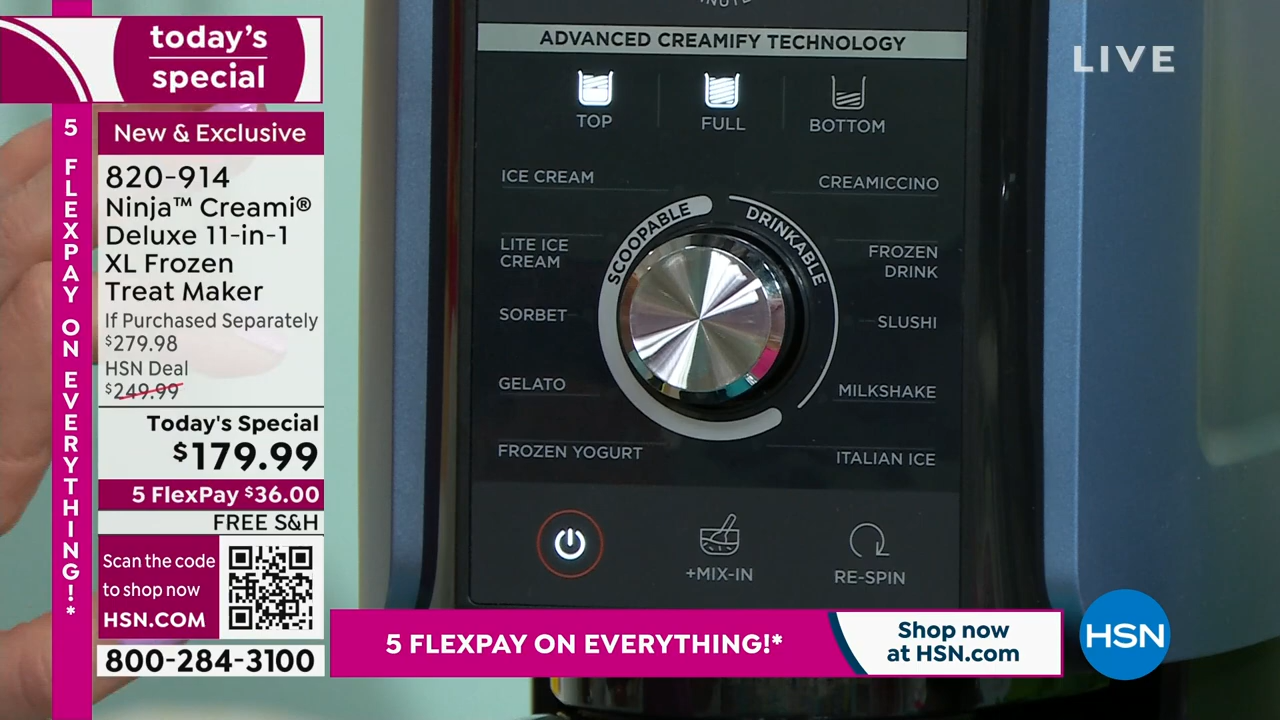 today's
special
5 FLEXPAY ON EVERYTHING!*
New & Exclusive
820-914
Ninja™ Creami®
Deluxe 11-in-1
XL Frozen
Treat Maker
If Purchased Separately
$279.98
HSN Deal
$249.99
Today's Special
$179.99
5 FlexPay $36.00
FREE S&H
Scan the code
to shop now
HSN.COM
800-284-3100
LIVE
ADVANCED CREAMIFY TECHNOLOGY
TOP FULL BOTTOM
ICE CREAM
LITE ICE
CREAM
SORBET
GELATO
FROZEN YOGURT
SCOOPABLE
DRINKABLE
CREAMICCINO
FROZEN
DRINK
SLUSHI
MILKSHAKE
ITALIAN ICE
+MIX-IN
RE-SPIN
5 FLEXPAY ON EVERYTHING!*
Shop now
at HSN.com
HSN